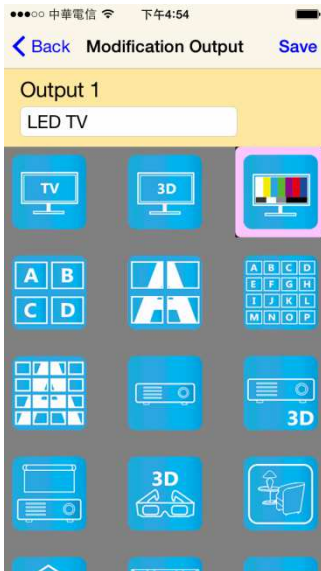 中華電信 下午4:54
Back Modification Output Save
Output 1
LED TV
TV 3D
A B A B C D
C D E F G H
I J K L
M N O P
3D
3D